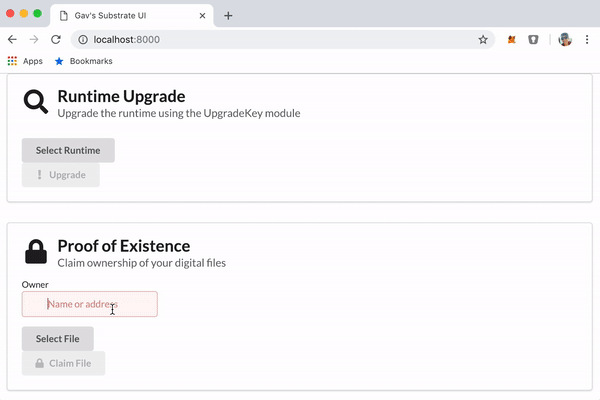 Gav's Substrate UI
localhost:8000
Apps Bookmarks
Runtime Upgrade
Upgrade the runtime using the UpgradeKey module
Select Runtime
Upgrade
Proof of Existence
Claim ownership of your digital files
Owner
Name or address
Select File
Claim File